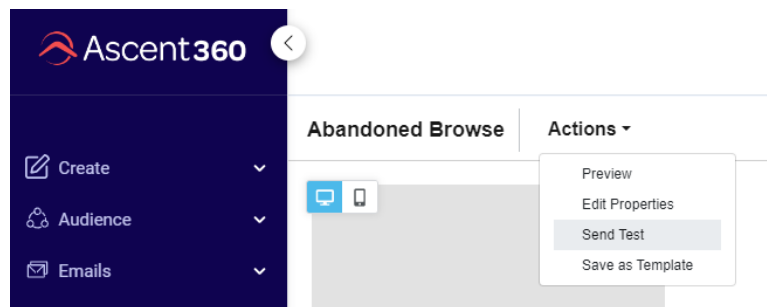 Ascent360
Abandoned Browse
Actions
Create
Audience
Emails
Preview
Edit Properties
Send Test
Save as Template